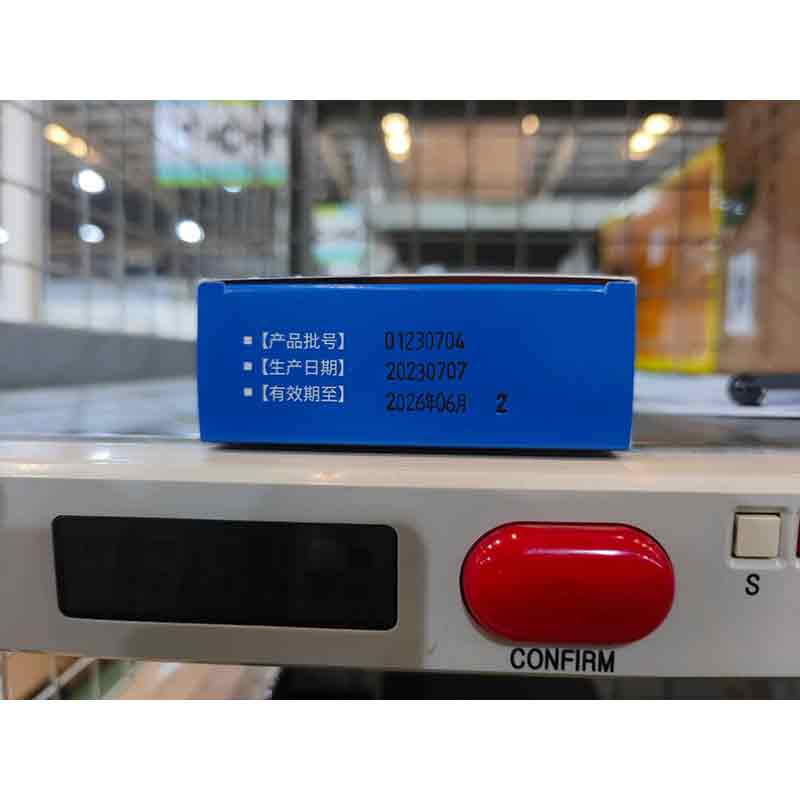 ■【产品批号】 01230704
■【生产日期】 20230707
■【有效期至】 2026年06月 2
CONFIRM
S